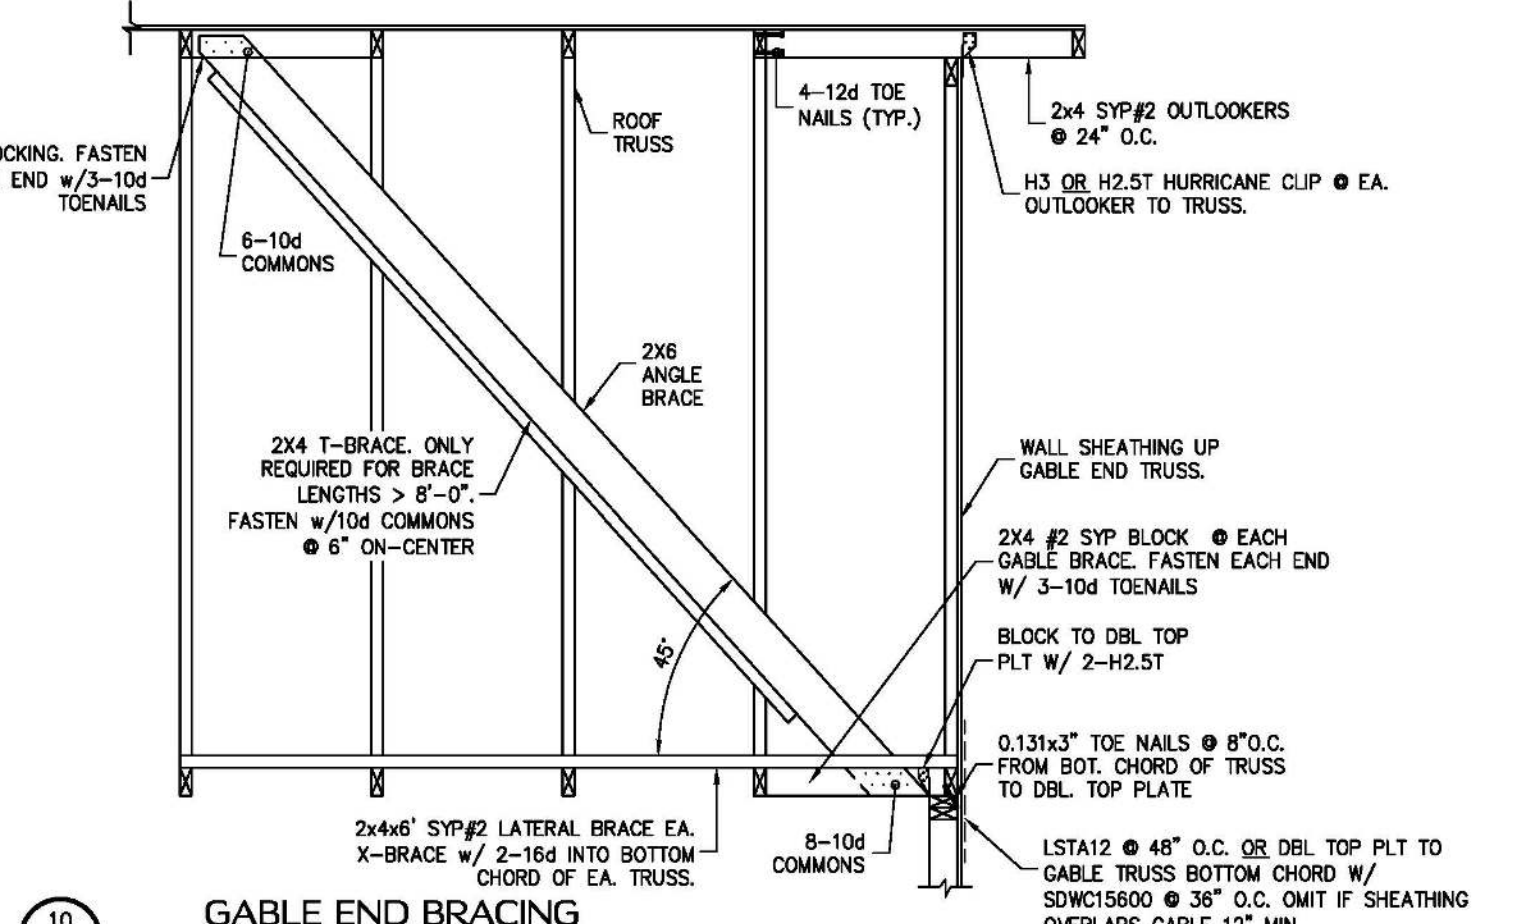 4-12d TOE
NAILS (TYP.)
2x4 SYP#2 OUTLOOKERS
@ 24" O.C.
ROOF
TRUSS
FASTEN
END w/3-10d
TOENAILS
H3 OR H2.5T HURRICANE CLIP @ EA.
OUTLOOKER TO TRUSS.
6-10d
COMMONS
2X6
ANGLE
BRACE
2X4 T-BRACE. ONLY
REQUIRED FOR BRACE
LENGTHS > 8'-0".
FASTEN w/10d COMMONS
@ 6" ON-CENTER
WALL SHEATHING UP
GABLE END TRUSS.
2X4 #2 SYP BLOCK @ EACH
GABLE BRACE. FASTEN EACH END
W/ 3-10d TOENAILS
45°
BLOCK TO DBL TOP
PLT W/ 2-H2.5T
0.131x3" TOE NAILS @ 8"O.C.
FROM BOT. CHORD OF TRUSS
TO DBL. TOP PLATE
2x4x6' SYP#2 LATERAL BRACE EA.
X-BRACE w/ 2-16d INTO BOTTOM
CHORD OF EA. TRUSS.
8-10d
COMMONS
LSTA12 @ 48" O.C. OR DBL TOP PLT TO
GABLE TRUSS BOTTOM CHORD W/
SDWC15600 @ 36" O.C. OMIT IF SHEATHING
OVERLAPS GABLE 12" MIN.
10
GABLE END BRACING